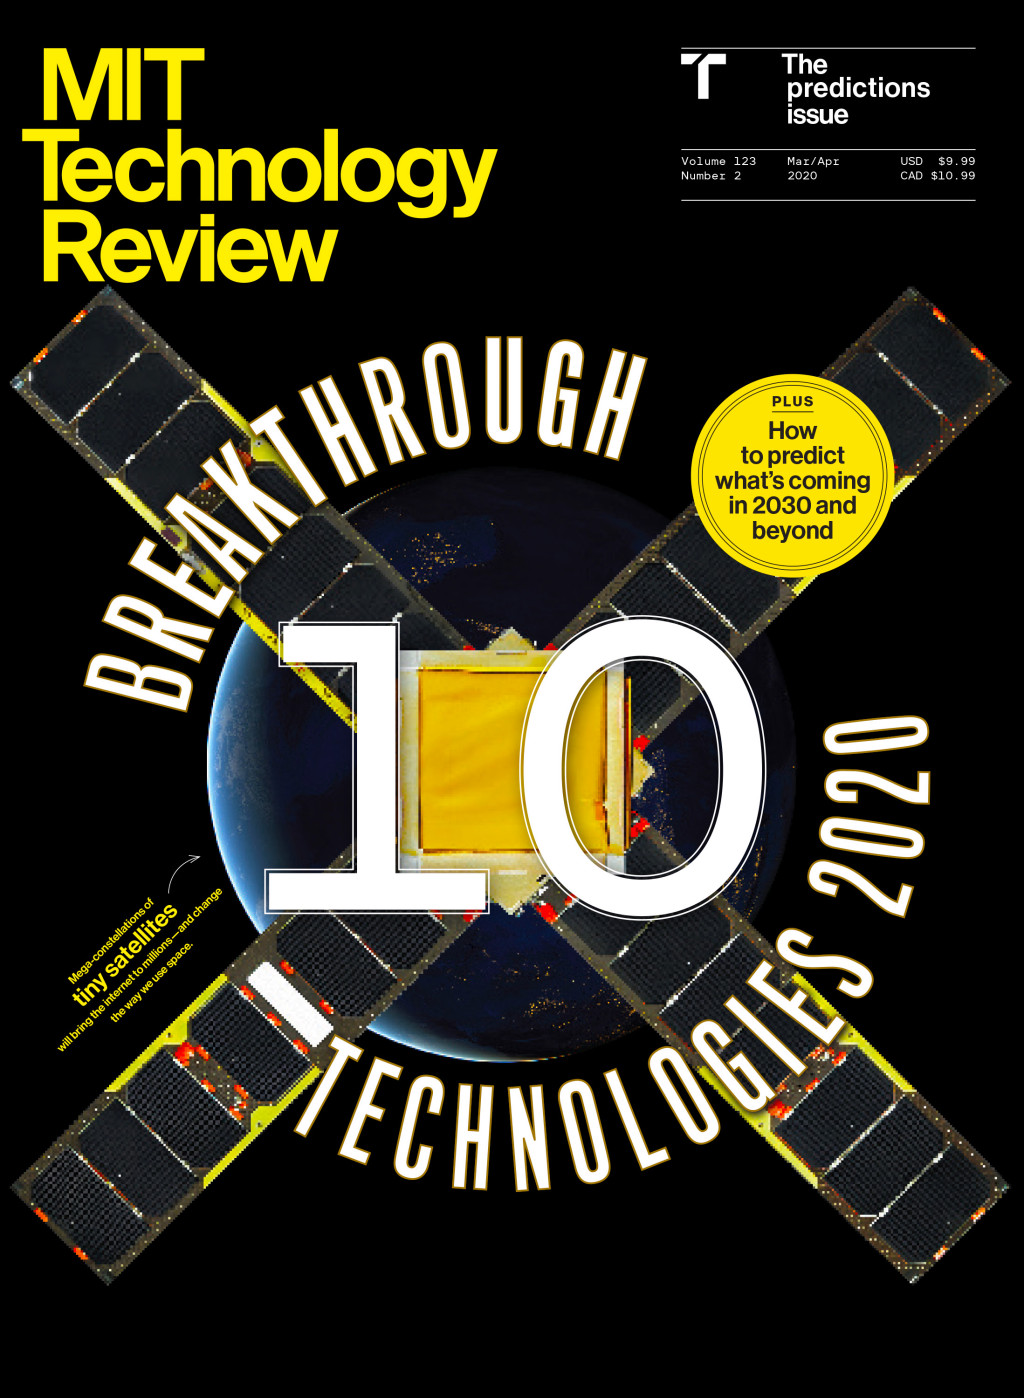 MIT
Technology
Review
The
predictions
issue
Volume 123
Number 2
Mar/Apr
2020
USD $9.99
CAD $10.99
BREAKTHROUGH
PLUS
How
to predict
what's coming
in 2030 and
beyond
10
TECHNOLOGIES 2020
Mega-constellations of
tiny satellites
will bring the internet to millions—and change
the way we use space.